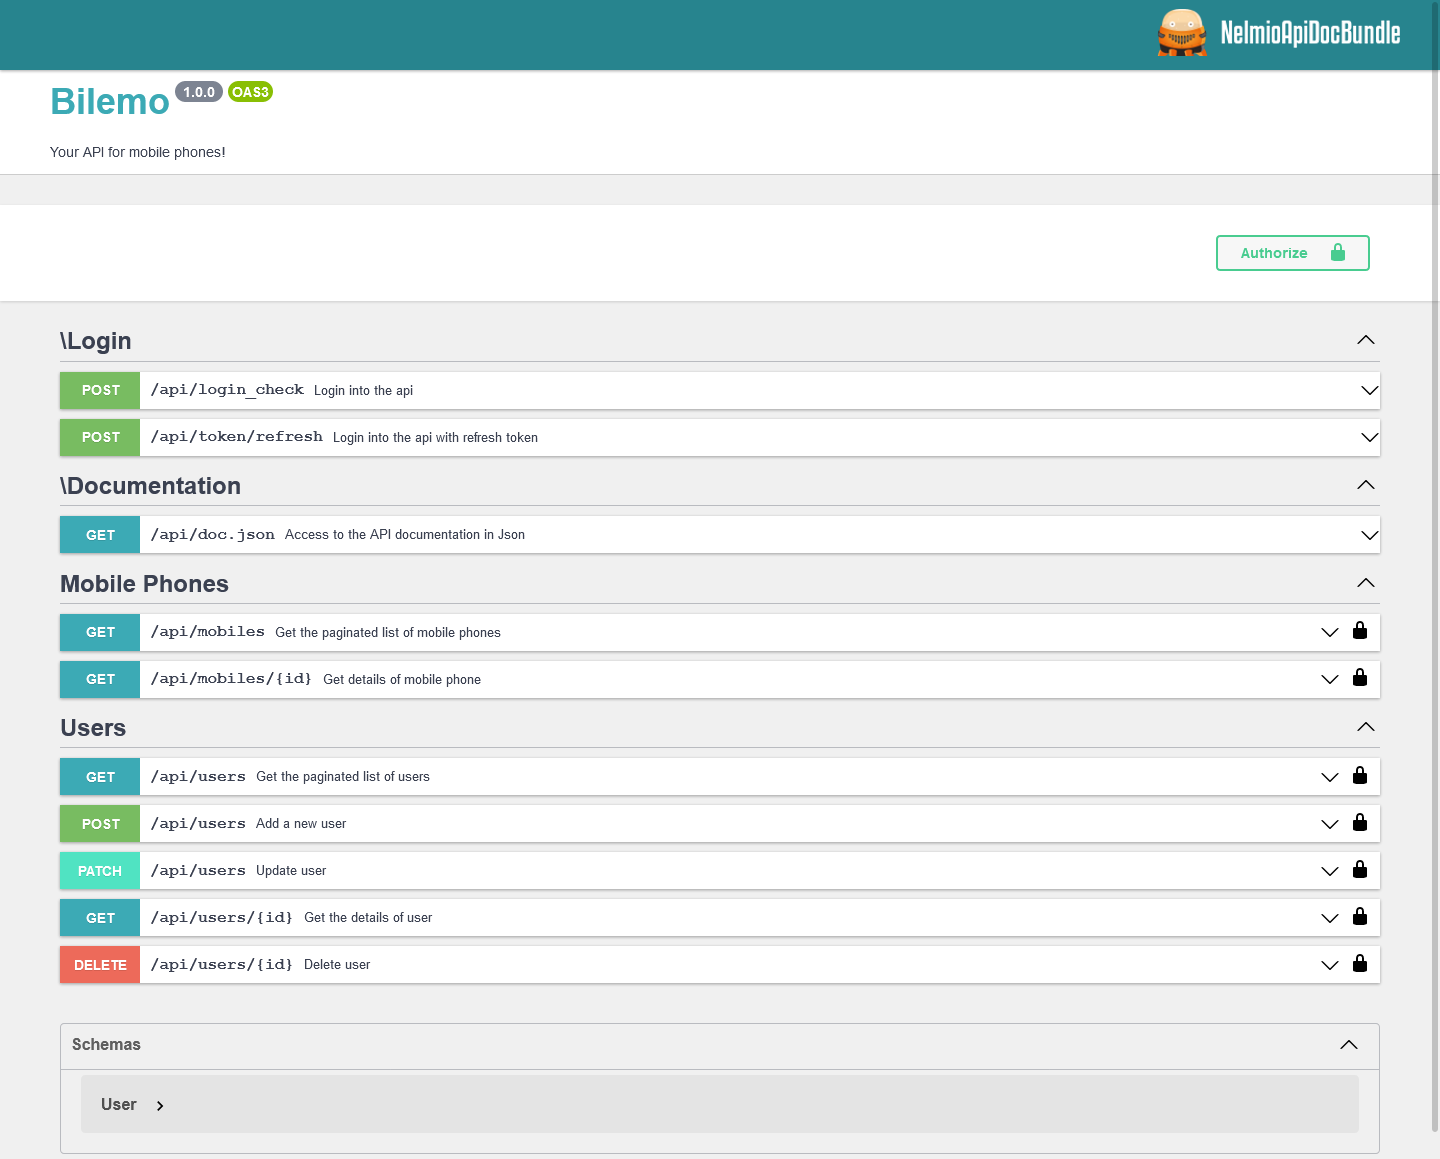 NelmioApiDocBundle
Bilemo 1.0.0 OAS3
Your API for mobile phones!
Authorize
\Login
POST /api/login_check Login into the api
POST /api/token/refresh Login into the api with refresh token
\Documentation
GET /api/doc.json Access to the API documentation in Json
Mobile Phones
GET /api/mobiles Get the paginated list of mobile phones
GET /api/mobiles/{id} Get details of mobile phone
Users
GET /api/users Get the paginated list of users
POST /api/users Add a new user
PATCH /api/users Update user
GET /api/users/{id} Get the details of user
DELETE /api/users/{id} Delete user
Schemas
User